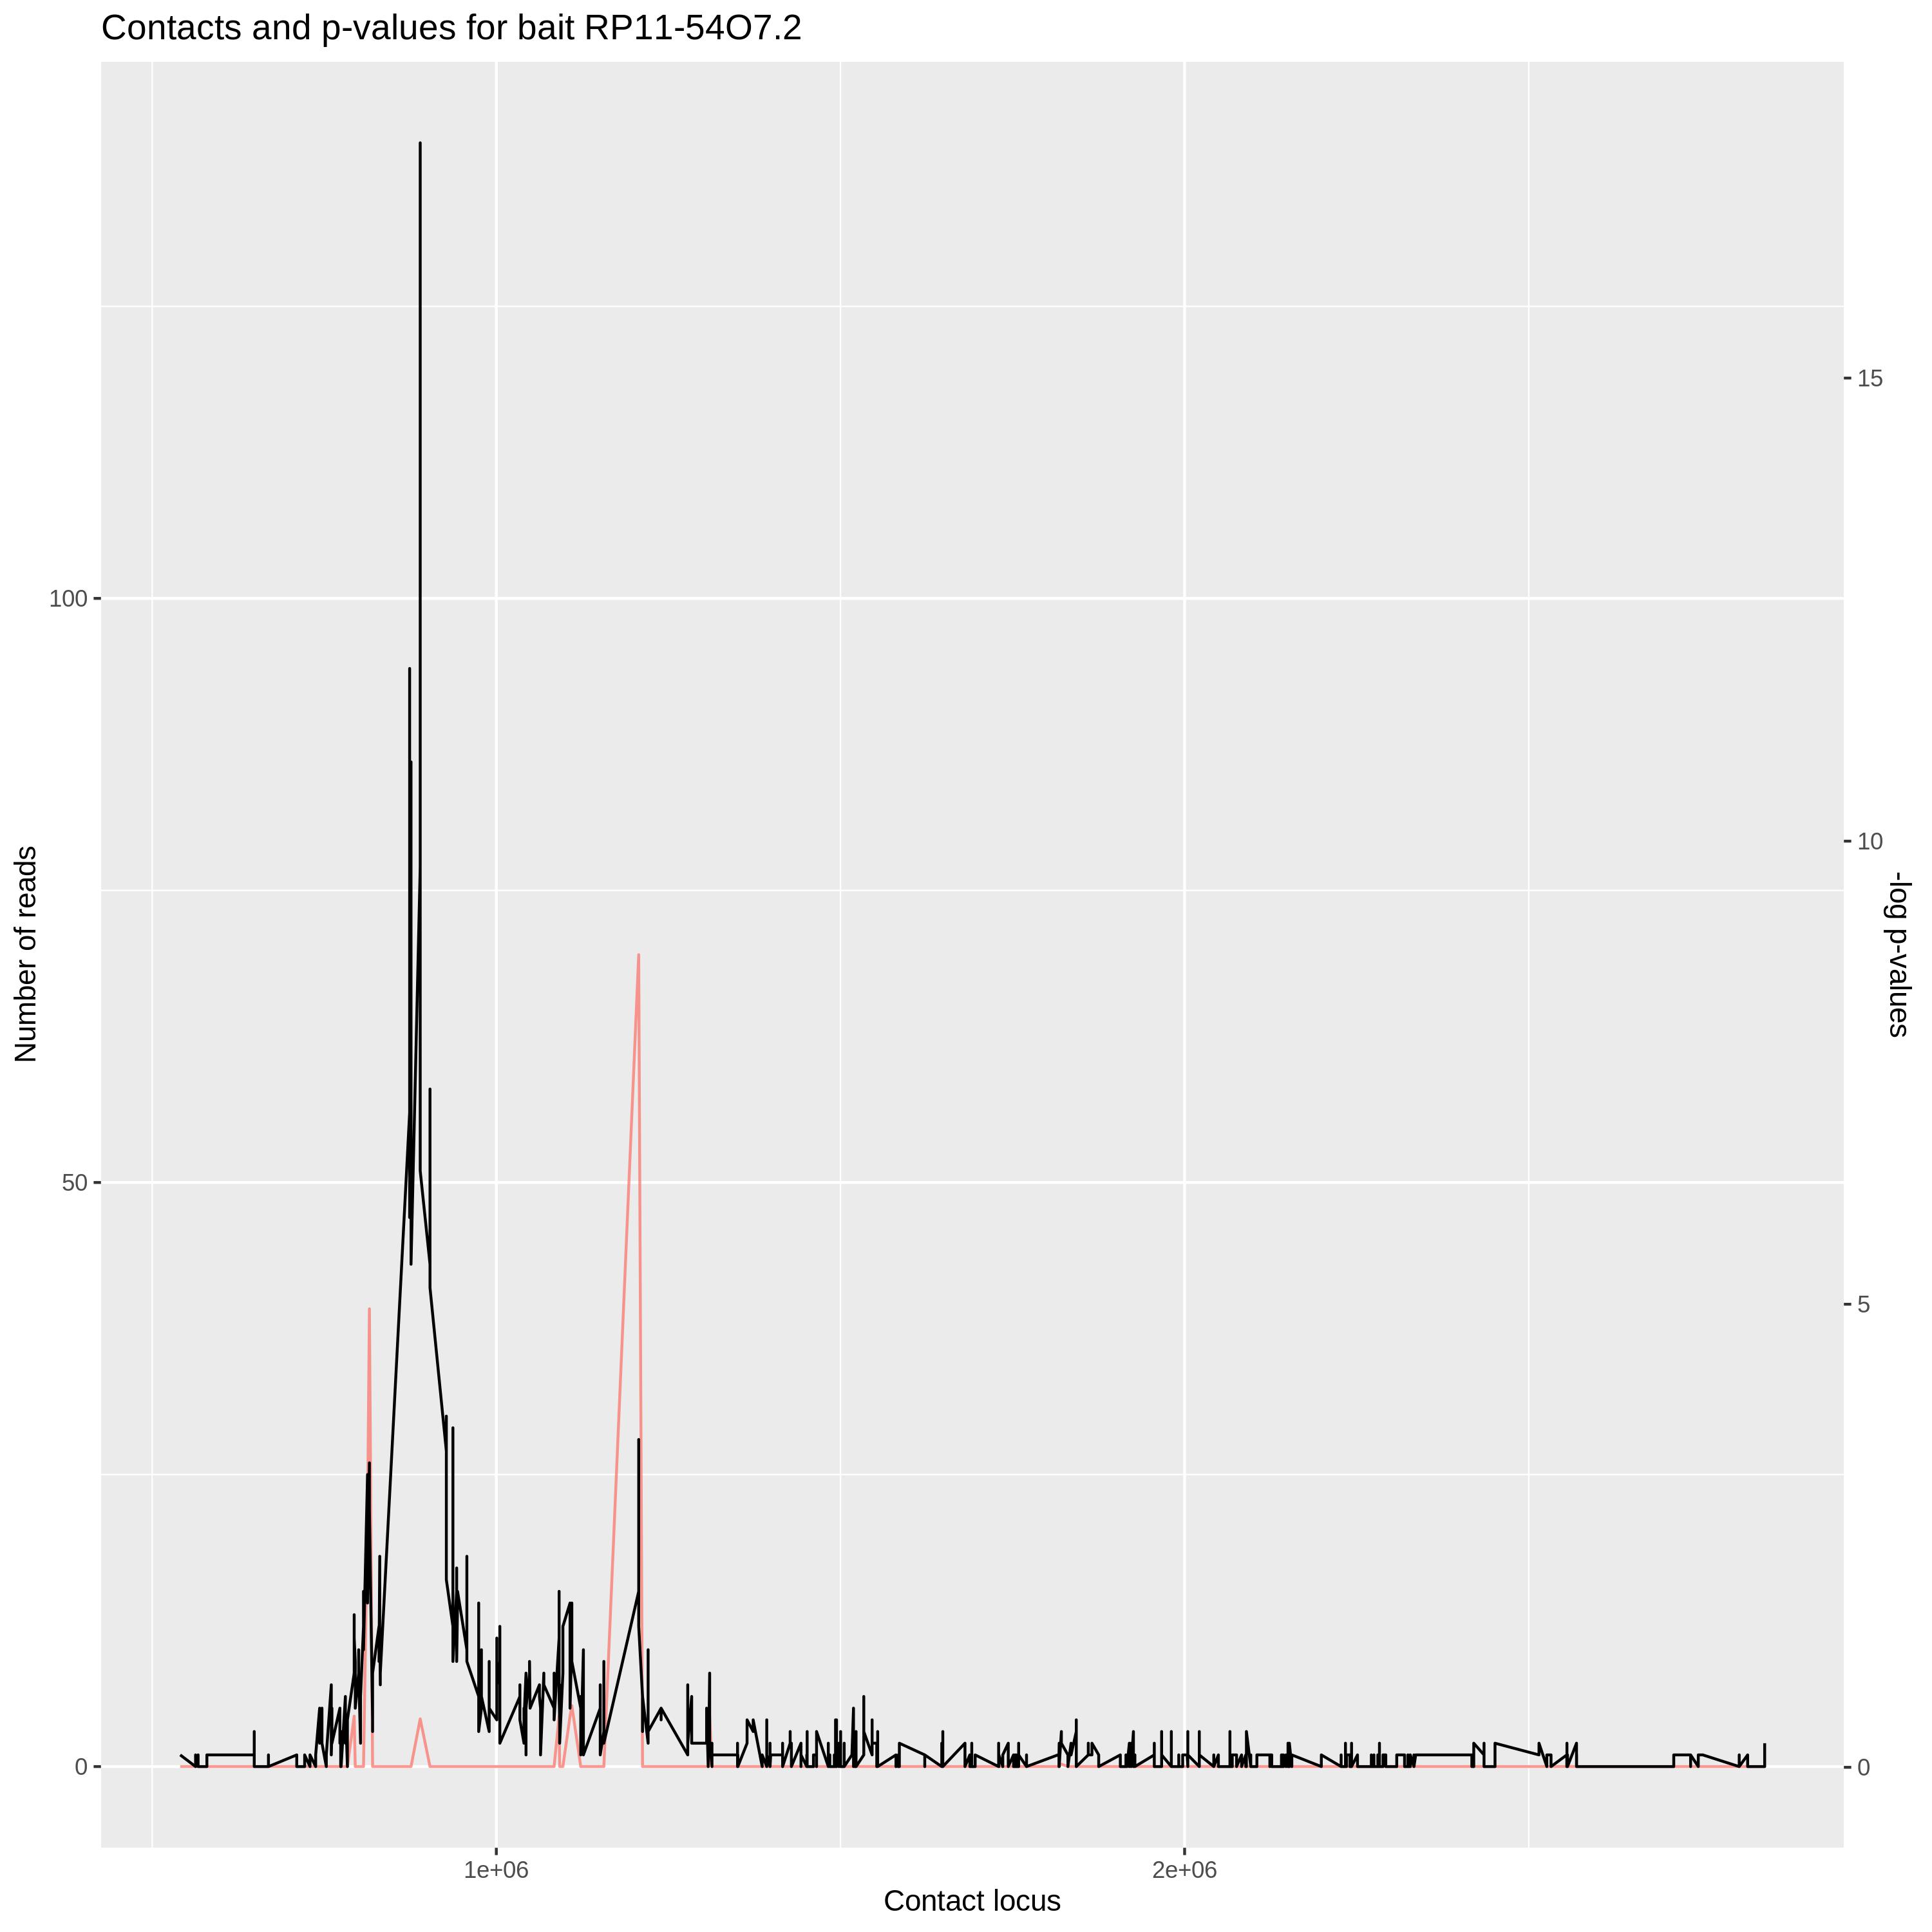 Contacts and p-values for bait RP11-54O7.2
Number of reads
100
50
0
15
10
5
0
-log p-values
1e+06
2e+06
Contact locus